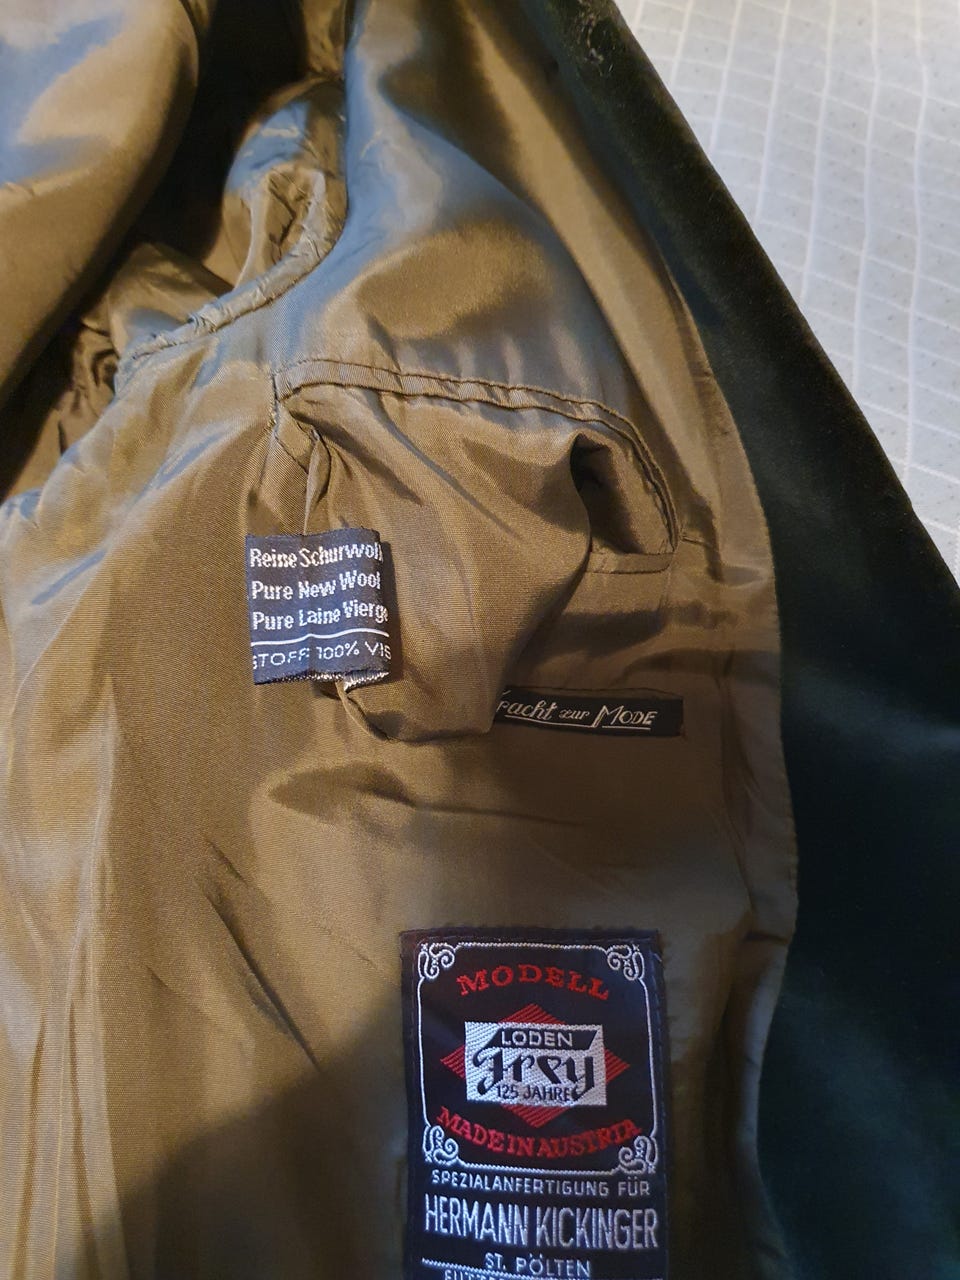 Reine Schurwoll
Pure New Wool
Pure Laine Vierge
STOFF: 100% VIS
racht zur MODE
MODELL
LODEN
Frey
125 JAHRE
MADE IN AUSTRIA
SPEZIALANFERTIGUNG FÜR
HERMANN KICKINGER
ST. PÖLTEN